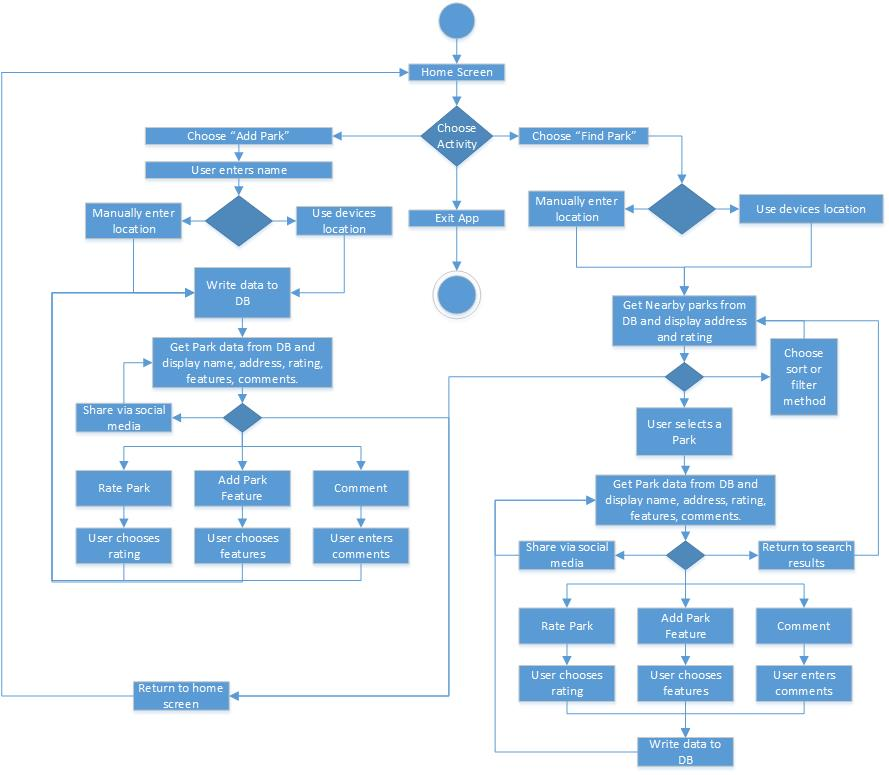 Home Screen
Choose
Activity
Choose “Add Park”
Choose “Find Park”
User enters name
Manually enter
location
Use devices
location
Exit App
Manually enter
location
Use devices location
Write data to
DB
Get Nearby parks from
DB and display address
and rating
Get Park data from DB and
display name, address, rating,
features, comments.
Choose
sort or
filter
method
Share via social
media
User selects a
Park
Rate Park
Add Park
Feature
Comment
Get Park data from DB and
display name, address, rating,
features, comments.
User chooses
rating
User chooses
features
User enters
comments
Share via social
media
Return to search
results
Rate Park
Add Park
Feature
Comment
User chooses
rating
User chooses
features
User enters
comments
Return to home
screen
Write data to
DB